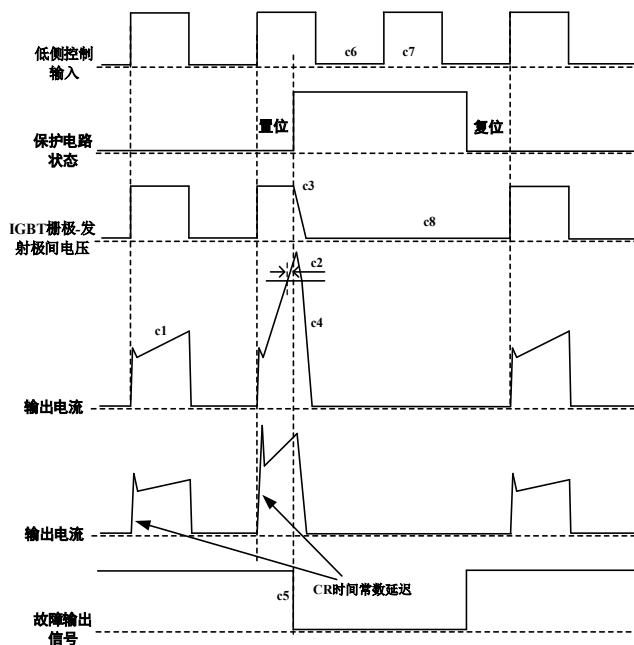 低侧控制
输入
c6
c7
置位
复位
保护电路
状态
c3
IGBT栅极-发
射极间电压
c8
c2
c1
c4
输出电流
输出电流
CR时间常数延迟
c5
故障输出
信号